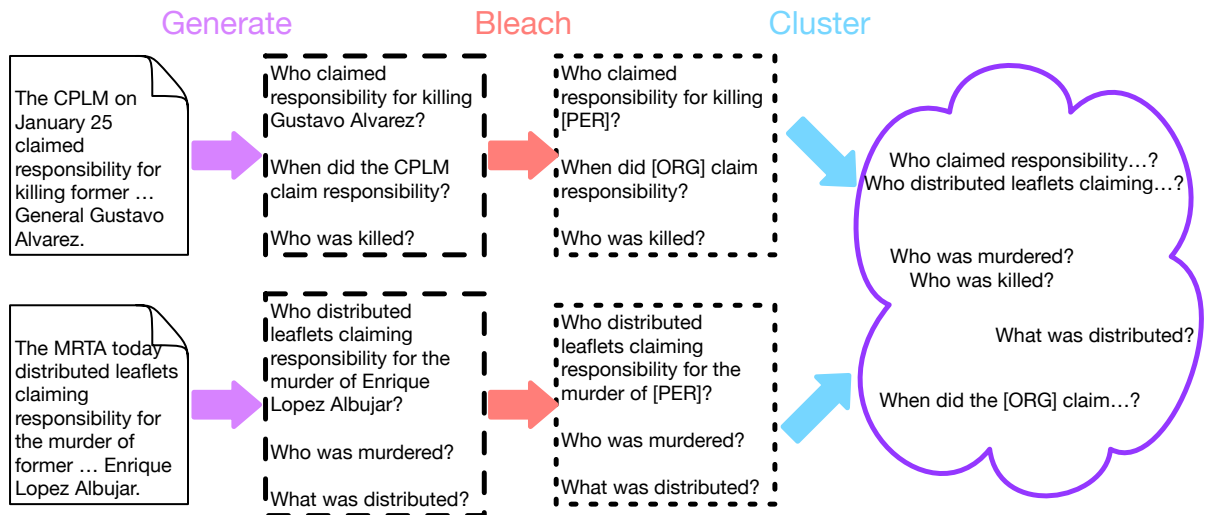 Generate
Bleach
Cluster
The CPLM on
January 25
claimed
responsibility for
killing former …
General Gustavo
Alvarez.
Who claimed
responsibility for killing
Gustavo Alvarez?
When did the CPLM
claim responsibility?
Who was killed?
Who claimed
responsibility for killing
[PER]?
When did [ORG] claim
responsibility?
Who was killed?
The MRTA today
distributed leaflets
claiming
responsibility for
the murder of
former … Enrique
Lopez Albujar.
Who distributed
leaflets claiming
responsibility for the
murder of Enrique
Lopez Albujar?
Who was murdered?
What was distributed?
Who distributed
leaflets claiming
responsibility for the
murder of [PER]?
Who was murdered?
What was distributed?
Who claimed responsibility…?
Who distributed leaflets claiming…?
Who was murdered?
Who was killed?
What was distributed?
When did the [ORG] claim…?